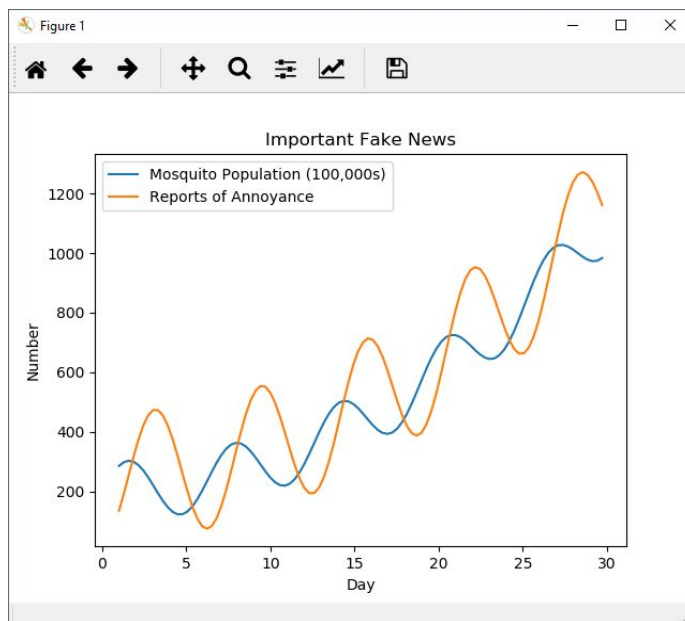 Figure 1
Important Fake News
Mosquito Population (100,000s)
Reports of Annoyance
1200
1000
800
600
400
200
Number
0 5 10 15 20 25 30
Day